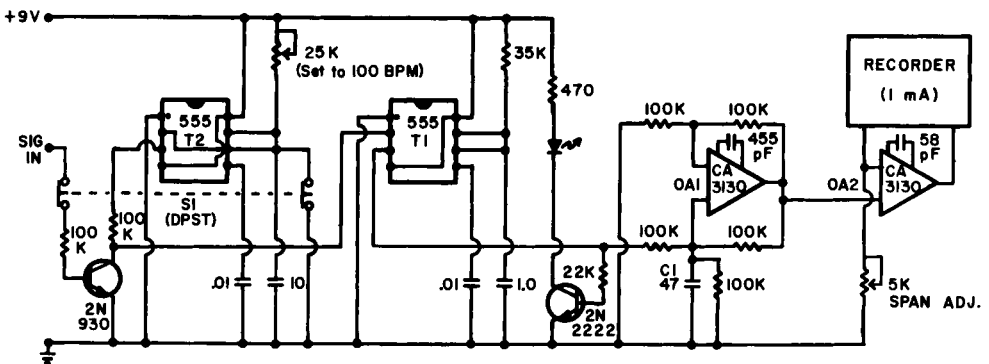 +9V
25K
(Set to 100 BPM)
35K
470
RECORDER
(1 mA)
555
T2
555
T1
100K
100K
455
pF
58
pF
CA
3130
OA1
CA
3130
OA2
SIG
IN
S1
(DPST)
100
K
100
K
100K
100K
22K
C1
47
100K
5K
SPAN ADJ.
.01
10
.01
1.0
2N
930
2N
2222